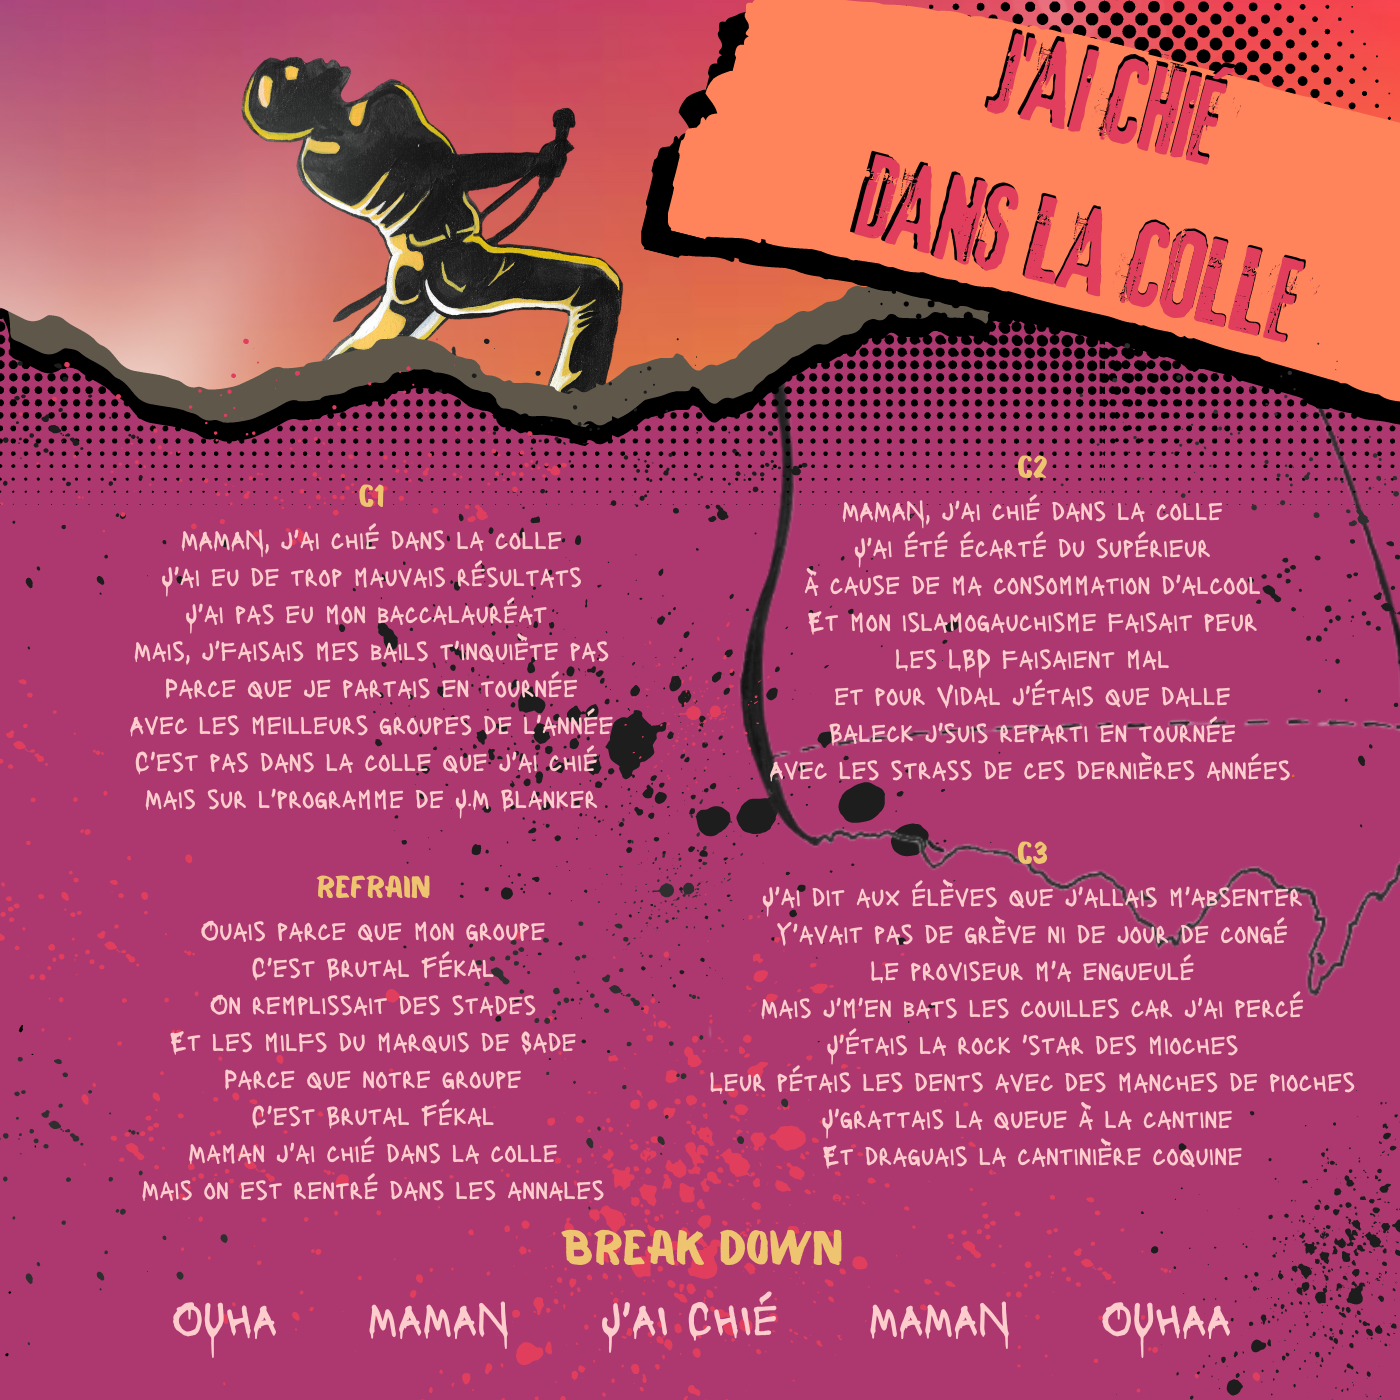 J'AI CHIÉ
DANS LA COLLE
C1
MAMAN, J'AI CHIÉ DANS LA COLLE
J'AI EU DE TROP MAUVAIS RÉSULTATS
J'AI PAS EU MON BACCALAURÉAT
MAIS, J'FAISAIS MES BAILS T'INQUIÈTE PAS
PARCE QUE JE PARTAIS EN TOURNÉE
AVEC LES MEILLEURS GROUPES DE L'ANNÉE
C'EST PAS DANS LA COLLE QUE J'AI CHIÉ
MAIS SUR L'PROGRAMME DE J.M BLANKER
REFRAIN
OUAIS PARCE QUE MON GROUPE
C'EST BRUTAL FÉKAL
ON REMPLISSAIT DES STADES
ET LES MILFS DU MARQUIS DE SADE
PARCE QUE NOTRE GROUPE
C'EST BRUTAL FÉKAL
MAMAN J'AI CHIÉ DANS LA COLLE
MAIS ON EST RENTRÉ DANS LES ANNALES
C2
MAMAN, J'AI CHIÉ DANS LA COLLE
J'AI ÉTÉ ÉCARTÉ DU SUPÉRIEUR
À CAUSE DE MA CONSOMMATION D'ALCOOL
ET MON ISLAMOGAUCHISME FAISAIT PEUR
LES LBD FAISAIENT MAL
ET POUR VIDAL J'ÉTAIS QUE DALLE
BALECK J'SUIS REPARTI EN TOURNÉE
AVEC LES STRASS DE CES DERNIÈRES ANNÉES
C3
J'AI DIT AUX ÉLÈVES QUE J'ALLAIS M'ABSENTER
Y'AVAIT PAS DE GRÈVE NI DE JOUR DE CONGÉ
LE PROVISEUR M'A ENGUEULÉ
MAIS J'M'EN BATS LES COUILLES CAR J'AI PERCÉ
J'ÉTAIS LA ROCK 'STAR DES MIOCHES
LEUR PÉTAIS LES DENTS AVEC DES MANCHES DE PIOCHES
J'GRATTAIS LA QUEUE À LA CANTINE
ET DRAGUAIS LA CANTINIÈRE COQUINE
BREAK DOWN
OUHA MAMAN J'AI CHIÉ MAMAN OUHAA